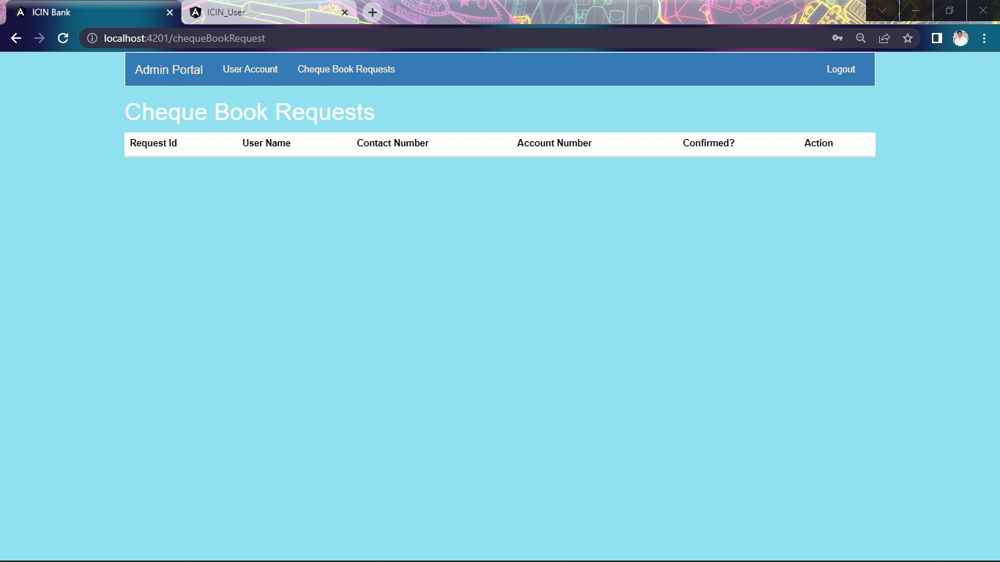 ICIN Bank
ICIN_User
localhost:4201/chequeBookRequest
Admin Portal User Account Cheque Book Requests Logout
Cheque Book Requests
Request Id User Name Contact Number Account Number Confirmed? Action